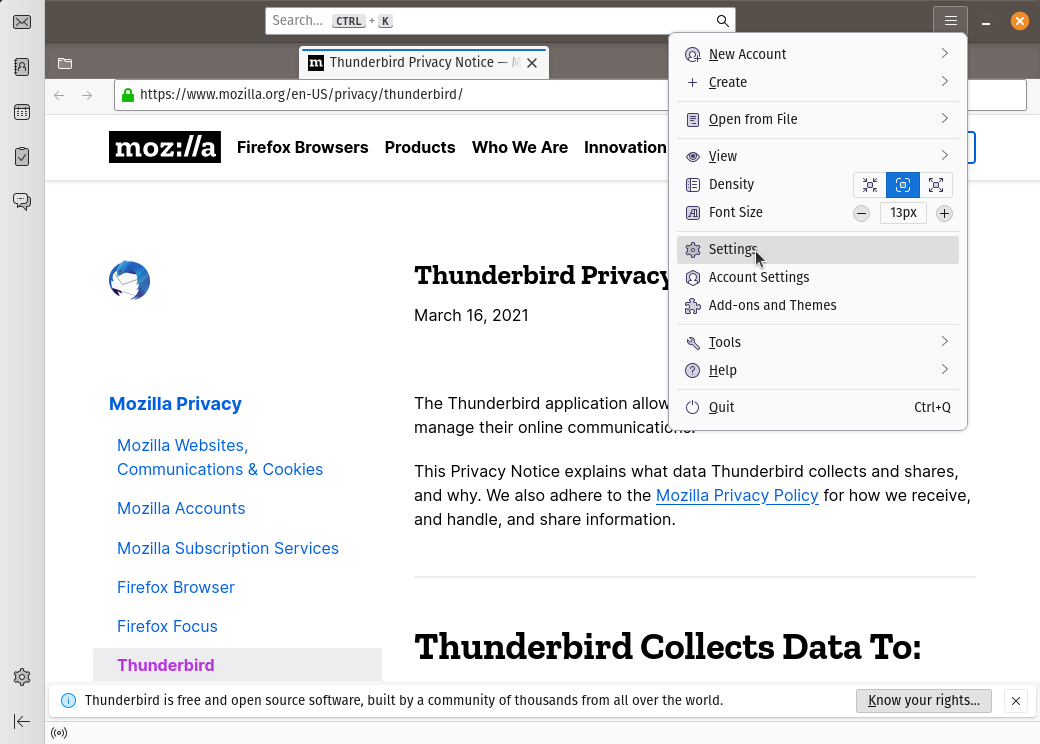 Search... CTRL + K
Thunderbird Privacy Notice — M
https://www.mozilla.org/en-US/privacy/thunderbird/
moz://a Firefox Browsers Products Who We Are Innovation
New Account
Create
Open from File
View
Density
Font Size 13px
Settings
Account Settings
Add-ons and Themes
Tools
Help
Quit Ctrl+Q
Thunderbird Privacy
March 16, 2021
Mozilla Privacy
Mozilla Websites,
Communications & Cookies
Mozilla Accounts
Mozilla Subscription Services
Firefox Browser
Firefox Focus
Thunderbird
The Thunderbird application allow
manage their online communications.
This Privacy Notice explains what data Thunderbird collects and shares,
and why. We also adhere to the Mozilla Privacy Policy for how we receive,
and handle, and share information.
Thunderbird Collects Data To:
Thunderbird is free and open source software, built by a community of thousands from all over the world. Know your rights...